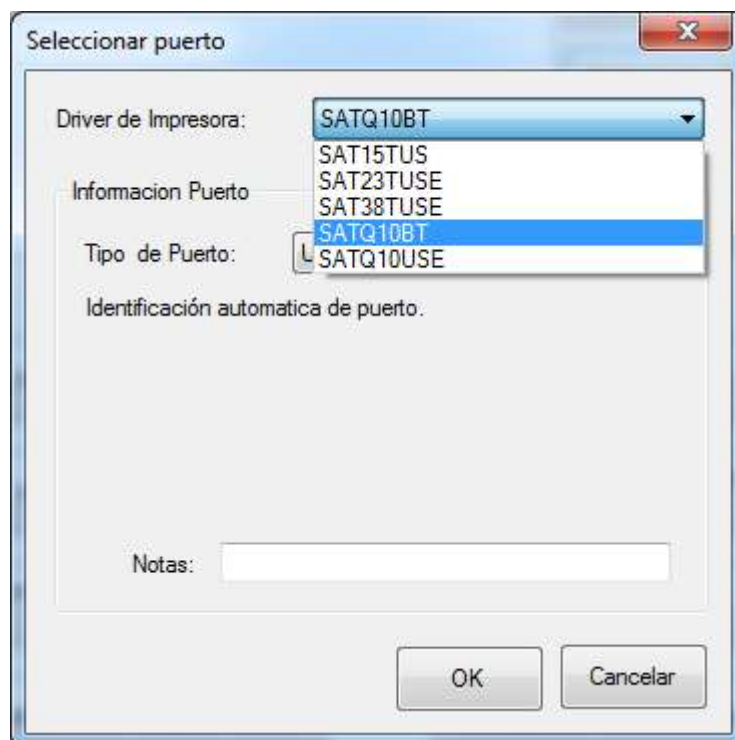 Seleccionar puerto
Driver de Impresora: SATQ10BT
SAT15TUS
SAT23TUSE
SAT38TUSE
SATQ10BT
SATQ10USE
Informacion Puerto
Tipo de Puerto:
Identificación automatica de puerto.
Notas:
OK Cancelar